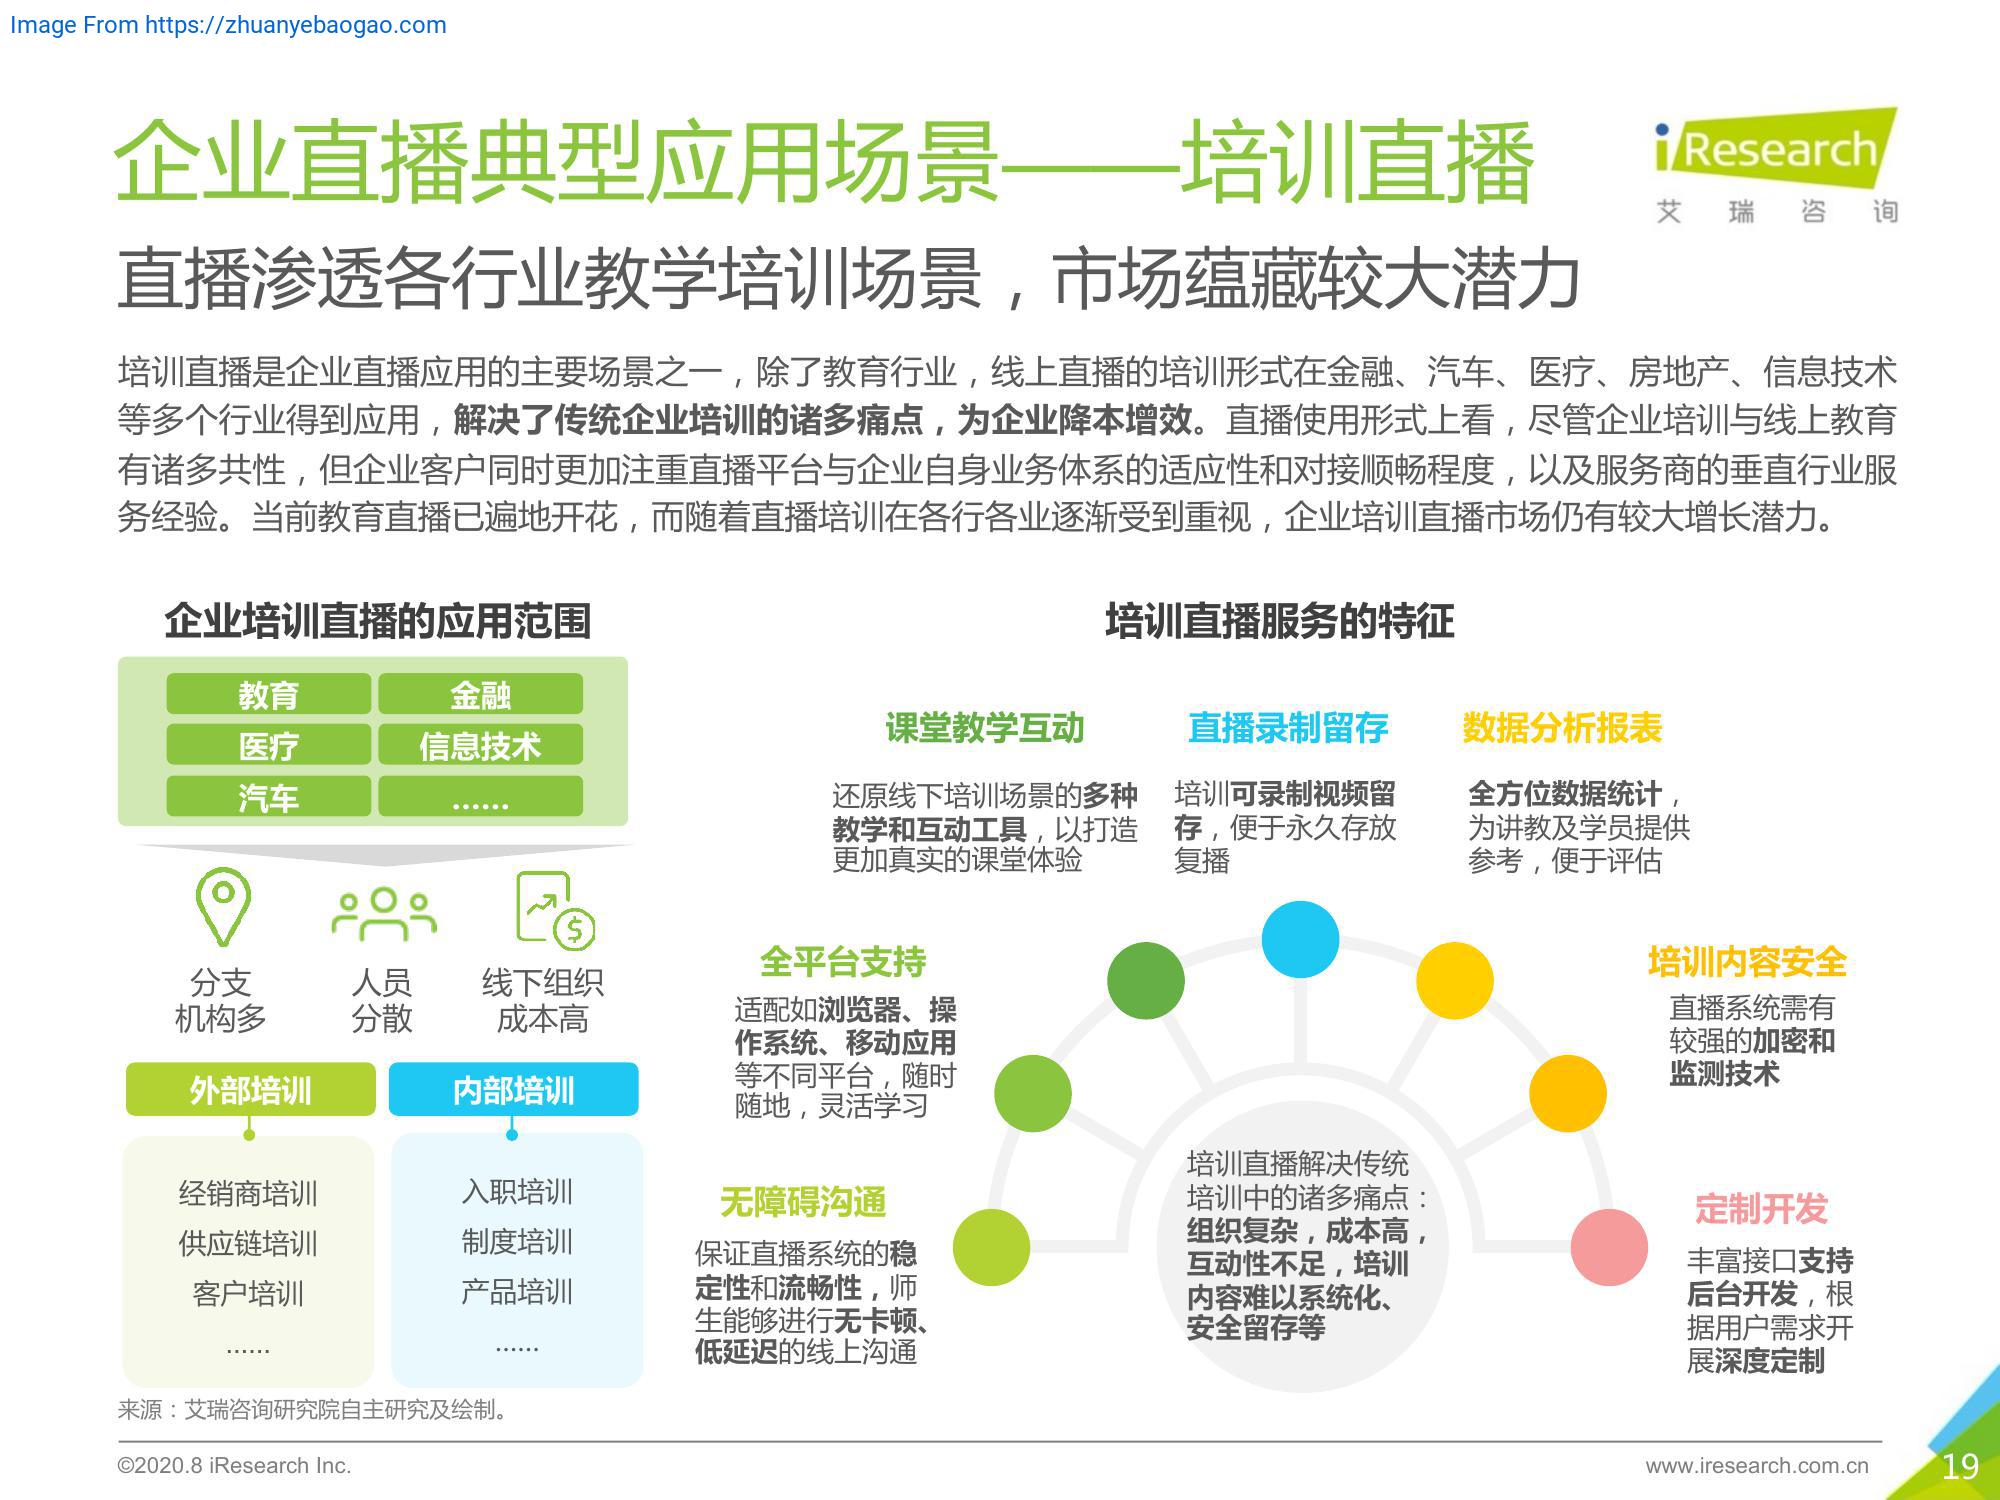 Image From https://zhuanyebaogao.com
企业直播典型应用场景——培训直播
iResearch
艾瑞咨询
直播渗透各行业教学培训场景，市场蕴藏较大潜力
培训直播是企业直播应用的主要场景之一，除了教育行业，线上直播的培训形式在金融、汽车、医疗、房地产、信息技术
等多个行业得到应用，解决了传统企业培训的诸多痛点，为企业降本增效。直播使用形式上看，尽管企业培训与线上教育
有诸多共性，但企业客户同时更加注重直播平台与企业自身业务体系的适应性和对接顺畅程度，以及服务商的垂直行业服
务经验。当前教育直播已遍地开花，而随着直播培训在各行各业逐渐受到重视，企业培训直播市场仍有较大增长潜力。
企业培训直播的应用范围
教育
金融
医疗
信息技术
汽车
......
分支
机构多
人员
分散
线下组织
成本高
外部培训
经销商培训
供应链培训
客户培训
......
内部培训
入职培训
制度培训
产品培训
......
培训直播服务的特征
课堂教学互动
还原线下培训场景的多种
教学和互动工具，以打造
更加真实的课堂体验
直播录制留存
培训可录制视频留
存，便于永久存放
复播
数据分析报表
全方位数据统计，
为讲教及学员提供
参考，便于评估
全平台支持
适配如浏览器、操
作系统、移动应用
等不同平台，随时
随地，灵活学习
培训内容安全
直播系统需有
较强的加密和
监测技术
无障碍沟通
保证直播系统的稳
定性和流畅性，师
生能够进行无卡顿、
低延迟的线上沟通
培训直播解决传统
培训中的诸多痛点：
组织复杂，成本高，
互动性不足，培训
内容难以系统化、
安全留存等
定制开发
丰富接口支持
后台开发，根
据用户需求开
展深度定制
来源：艾瑞咨询研究院自主研究及绘制。
©2020.8 iResearch Inc.
www.iresearch.com.cn
19